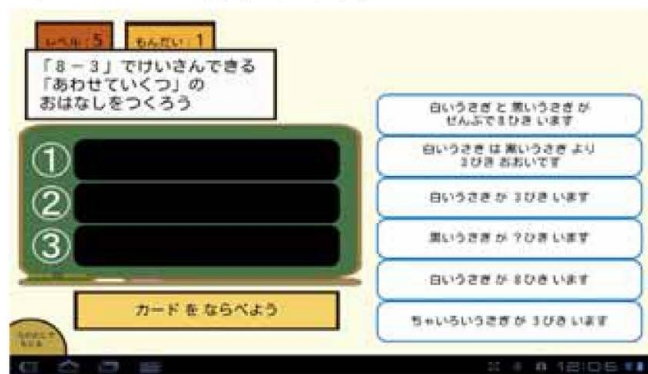 レベル:5
もんだい:1
「8-3」でけいさんできる
「あわせていくつ」の
おはなしをつくろう
①
②
③
カード を ならべよう
白いうさぎ と 黒いうさぎ が
ぜんぶで 8ひき います
白いうさぎ は 黒いうさぎ より
3びき おおいです
白いうさぎ が 3びき います
黒いうさぎ が ?ひき います
白いうさぎ が 8ひき います
ちゃいろいうさぎ が 3びき います
12:05